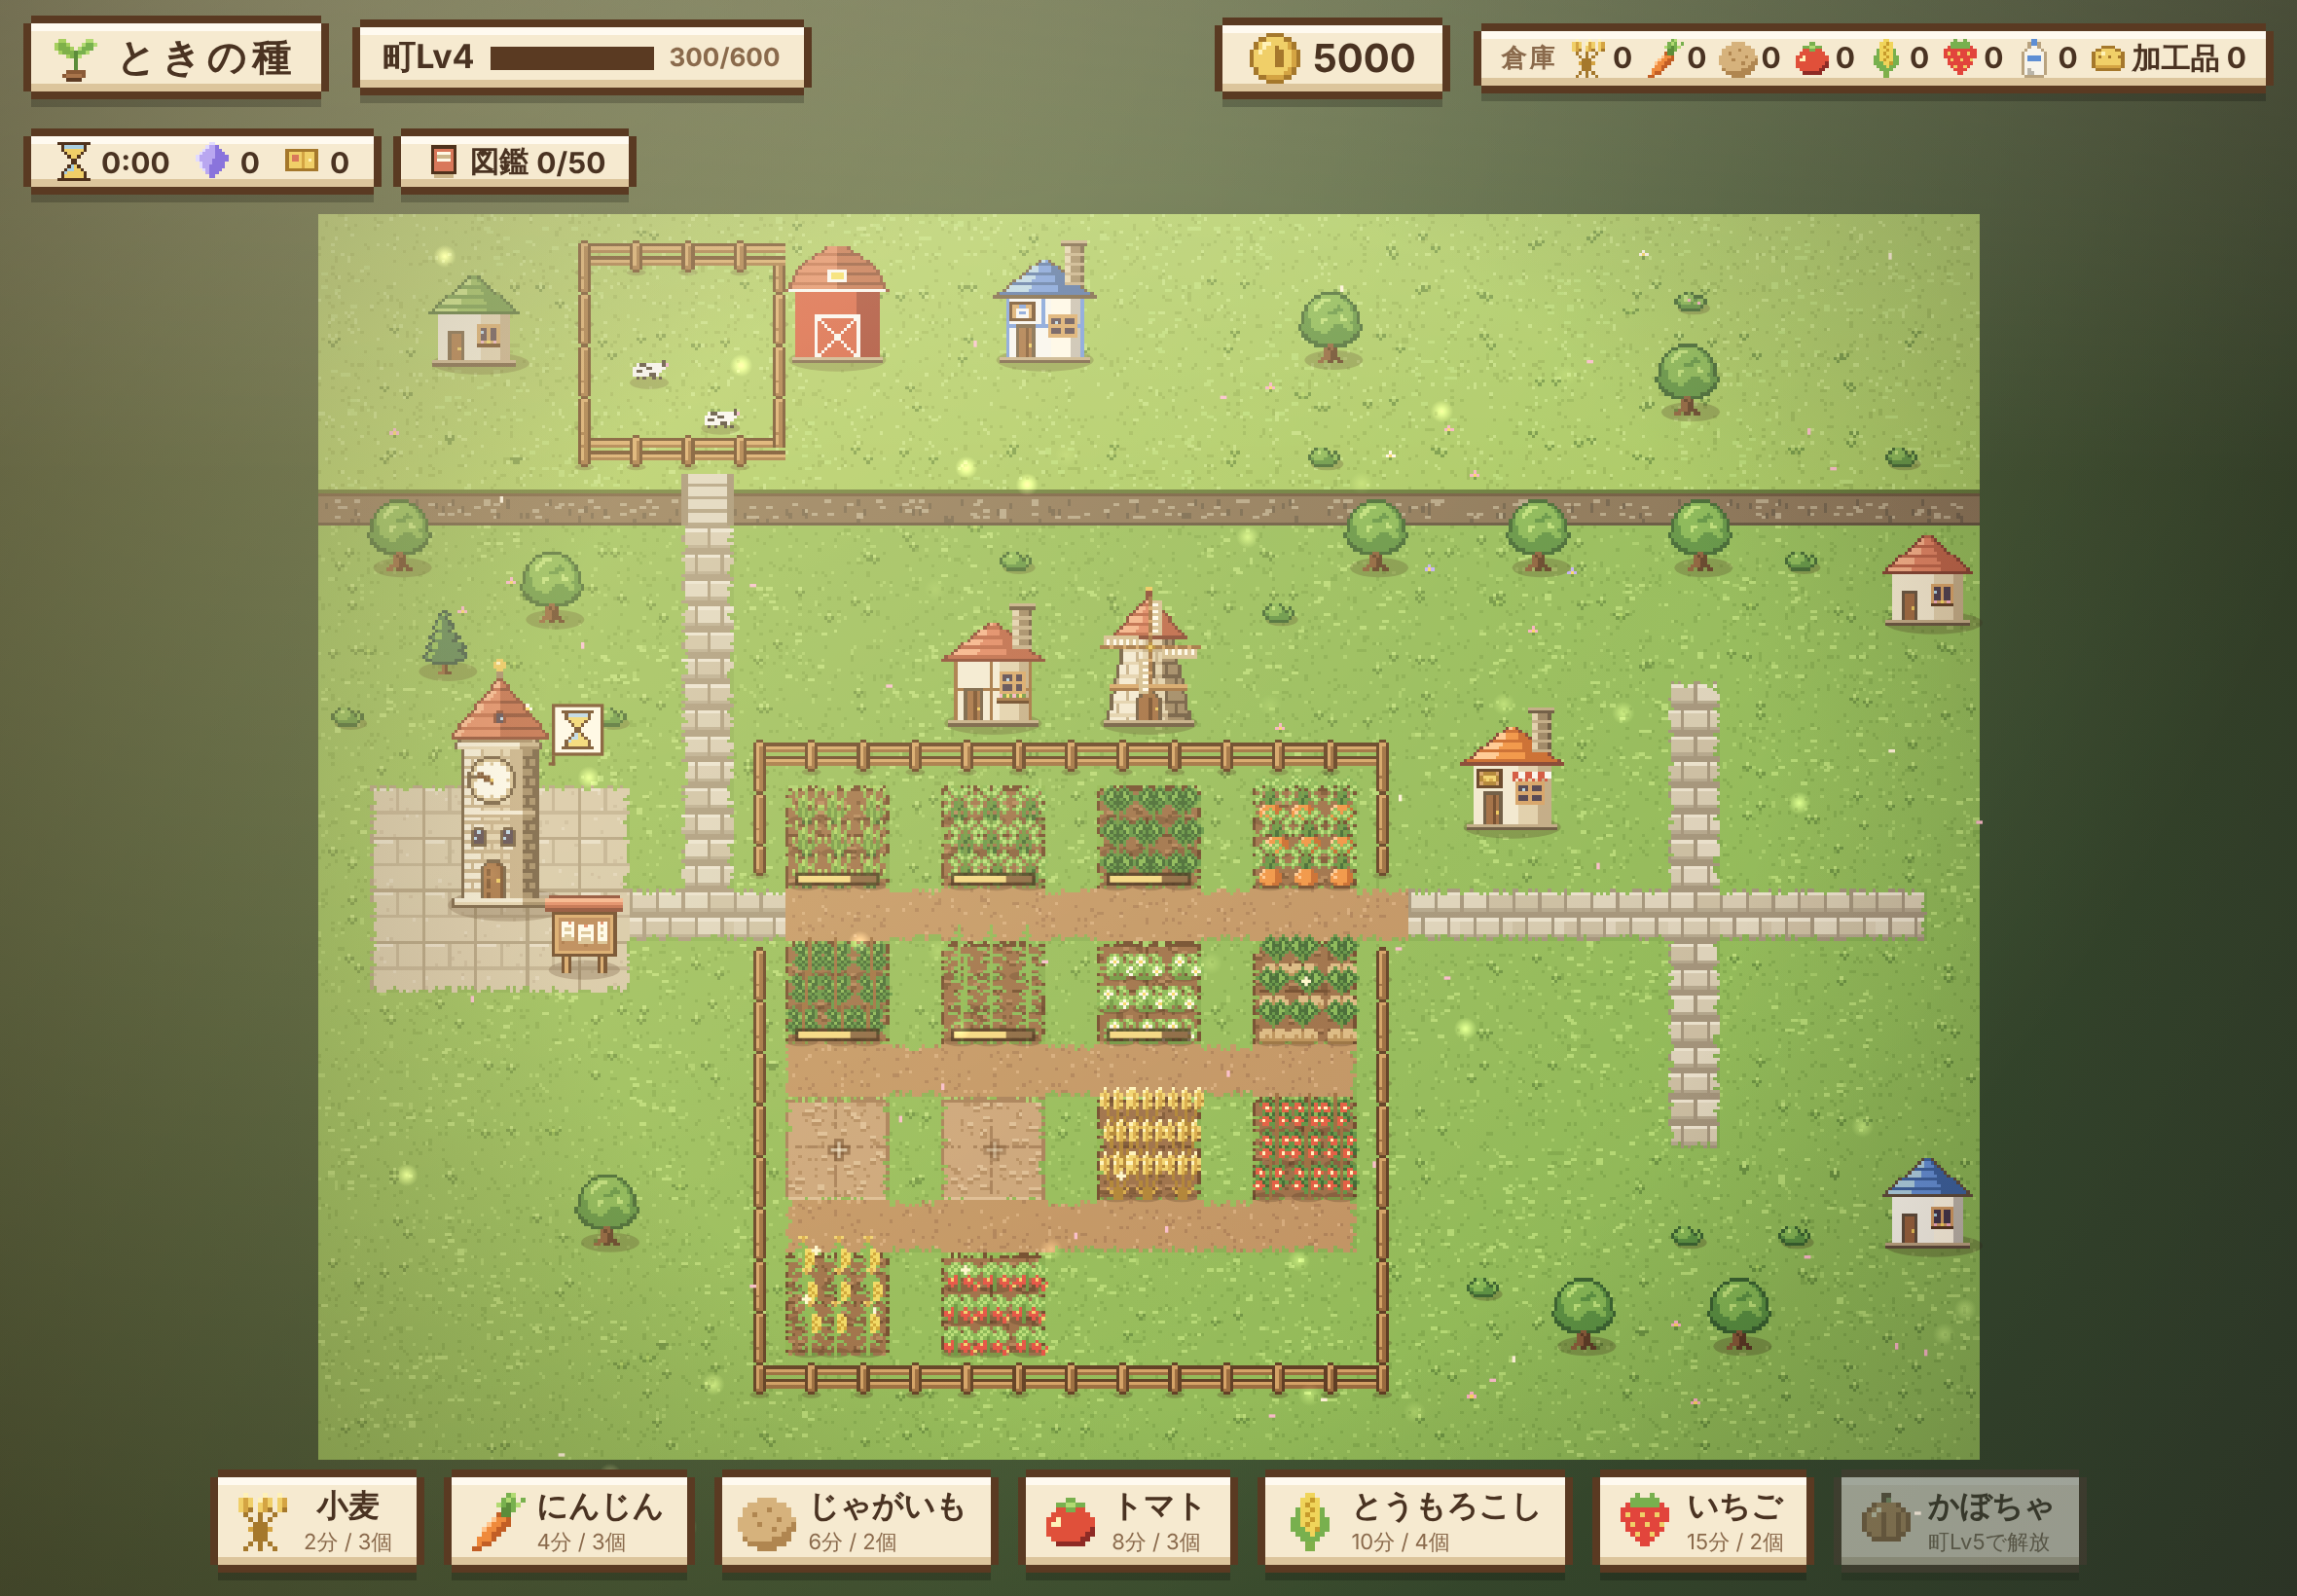 ときの種
町Lv4 300/600
5000
倉庫 0 0 0 0 0 0 0 加工品 0
0:00 0 0
図鑑 0/50
小麦
2分 / 3個
にんじん
4分 / 3個
じゃがいも
6分 / 2個
トマト
8分 / 3個
とうもろこし
10分 / 4個
いちご
15分 / 2個
かぼちゃ
町Lv5で解放